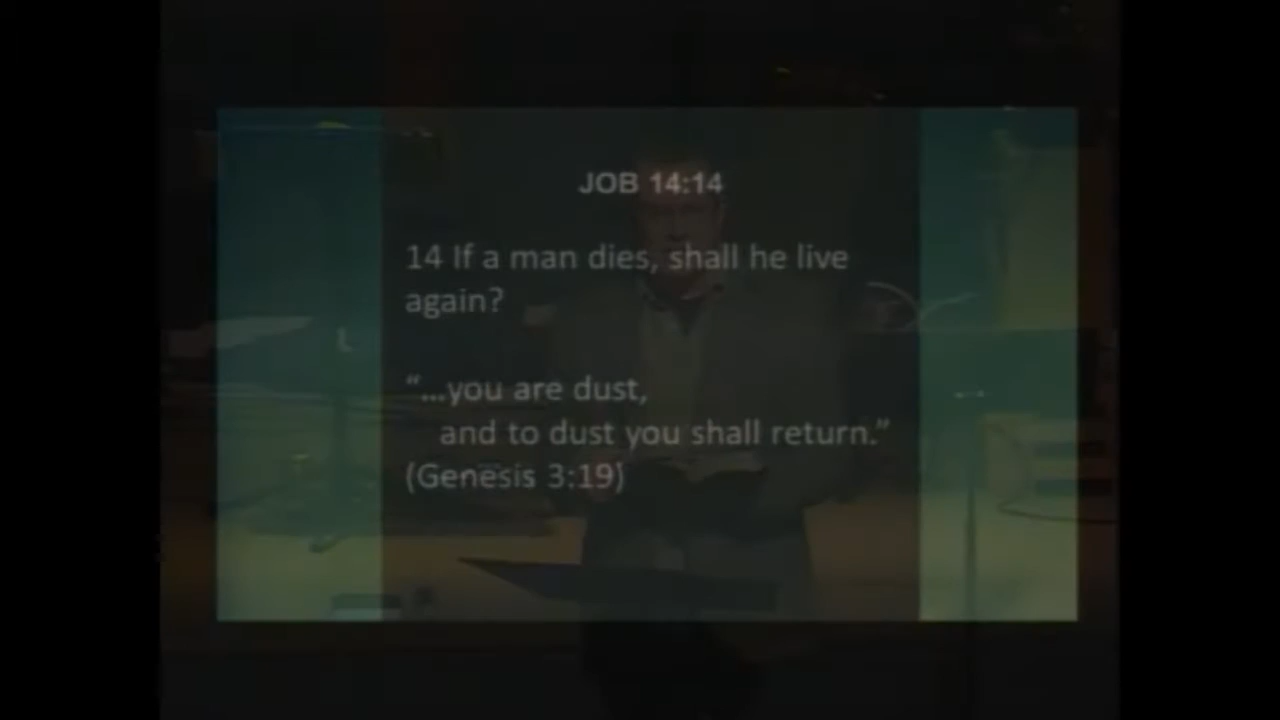 JOB 14:14
14 If a man dies, shall he live
again?
“...you are dust,
and to dust you shall return.”
(Genesis 3:19)